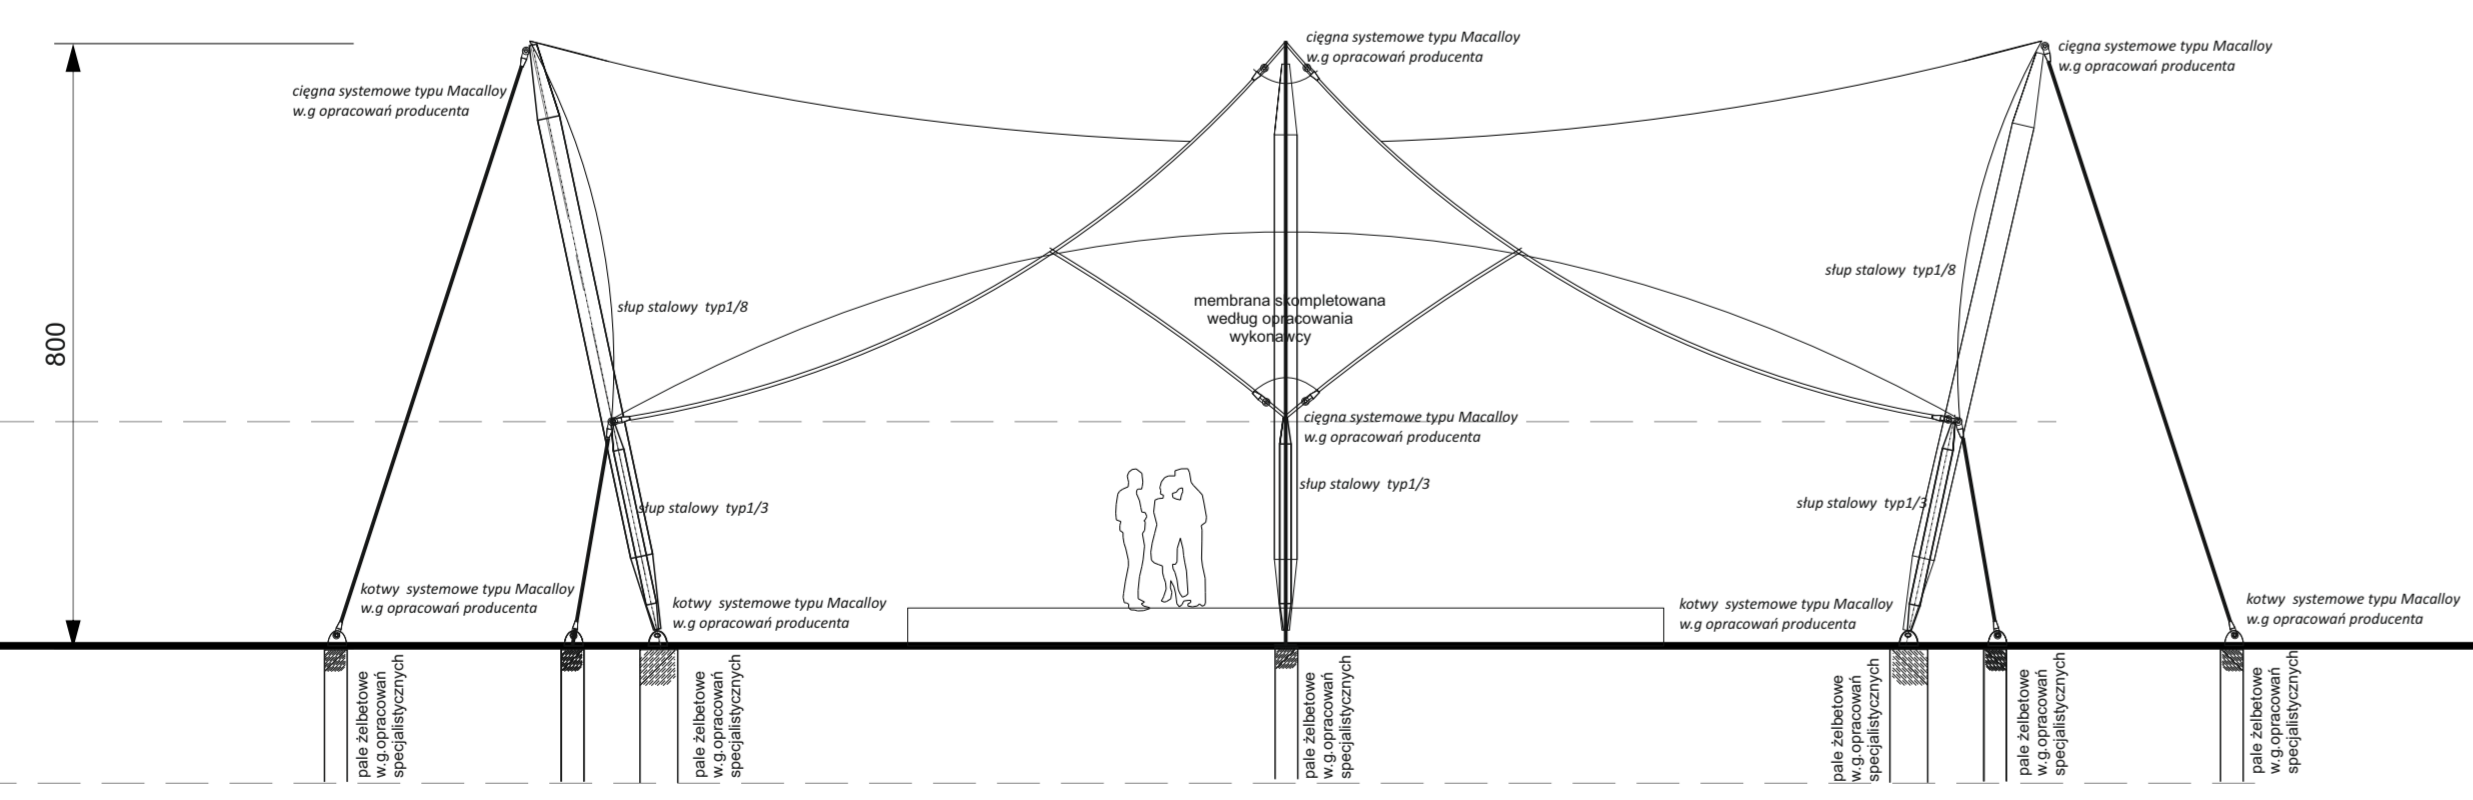 cięgna systemowe typu Macalloy
w.g opracowań producenta
cięgna systemowe typu Macalloy
w.g opracowań producenta
cięgna systemowe typu Macalloy
w.g opracowań producenta
800
słup stalowy typ1/8
słup stalowy typ1/8
membrana skompletowana
według opracowania
wykonawcy
cięgna systemowe typu Macalloy
w.g opracowań producenta
słup stalowy typ1/3
słup stalowy typ1/3
słup stalowy typ1/3
kotwy systemowe typu Macalloy
w.g opracowań producenta
kotwy systemowe typu Macalloy
w.g opracowań producenta
kotwy systemowe typu Macalloy
w.g opracowań producenta
kotwy systemowe typu Macalloy
w.g opracowań producenta
pale żelbetowe
w.g.opracowań
specjalistycznych
pale żelbetowe
w.g.opracowań
specjalistycznych
pale żelbetowe
w.g.opracowań
specjalistycznych
pale żelbetowe
w.g.opracowań
specjalistycznych
pale żelbetowe
w.g.opracowań
specjalistycznych
pale żelbetowe
w.g.opracowań
specjalistycznych